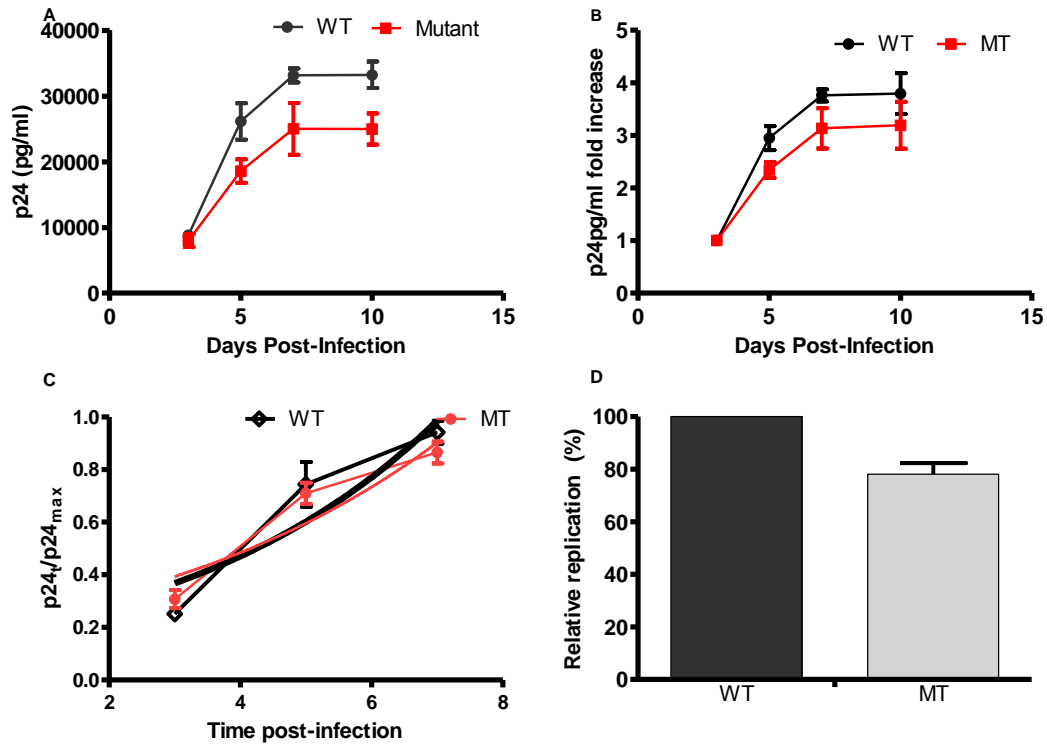 A
WT Mutant
40000
30000
20000
10000
0
p24 (pg/ml)
0 5 10 15
Days Post-Infection
B
WT MT
5
4
3
2
1
0
p24pg/ml fold increase
0 5 10 15
Days Post-Infection
C
WT MT
1.0
0.8
0.6
0.4
0.2
0.0
p24t/p24max
2 4 6 8
Time post-infection
D
100
80
60
40
20
0
Relative replication (%)
WT MT